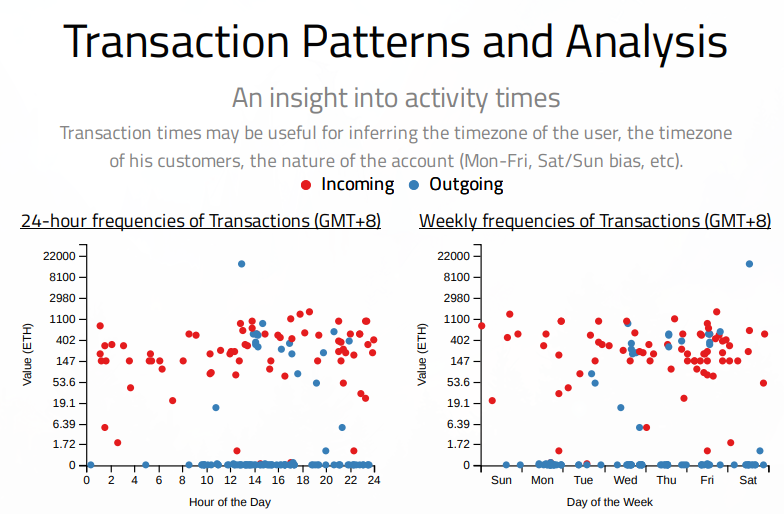 Transaction Patterns and Analysis
An insight into activity times
Transaction times may be useful for inferring the timezone of the user, the timezone
of his customers, the nature of the account (Mon-Fri, Sat/Sun bias, etc).
Incoming Outgoing
24-hour frequencies of Transactions (GMT+8)
22000
8100
2980
1100
402
147
53.6
19.1
6.39
1.72
0
Value (ETH)
0 2 4 6 8 10 12 14 16 18 20 22 24
Hour of the Day
Weekly frequencies of Transactions (GMT+8)
22000
8100
2980
1100
402
147
53.6
19.1
6.39
1.72
0
Value (ETH)
Sun Mon Tue Wed Thu Fri Sat
Day of the Week